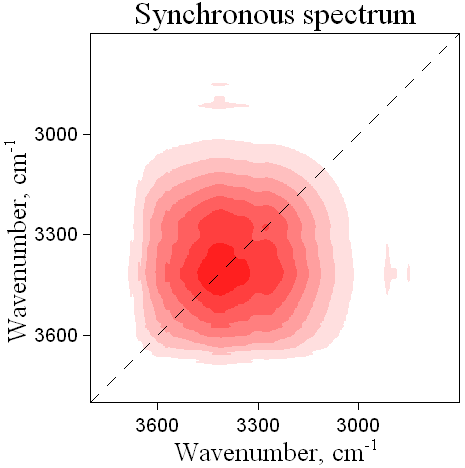 Synchronous spectrum
3000
3300
3600
Wavenumber, cm-1
3600 3300 3000
Wavenumber, cm-1